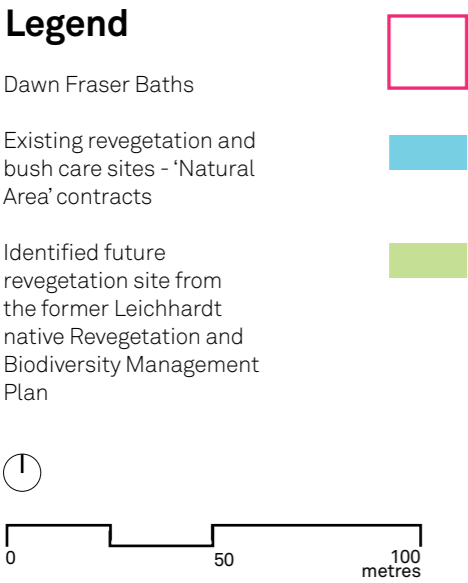 Legend
Dawn Fraser Baths
Existing revegetation and
bush care sites - ‘Natural
Area’ contracts
Identified future
revegetation site from
the former Leichhardt
native Revegetation and
Biodiversity Management
Plan
0 50 100
metres